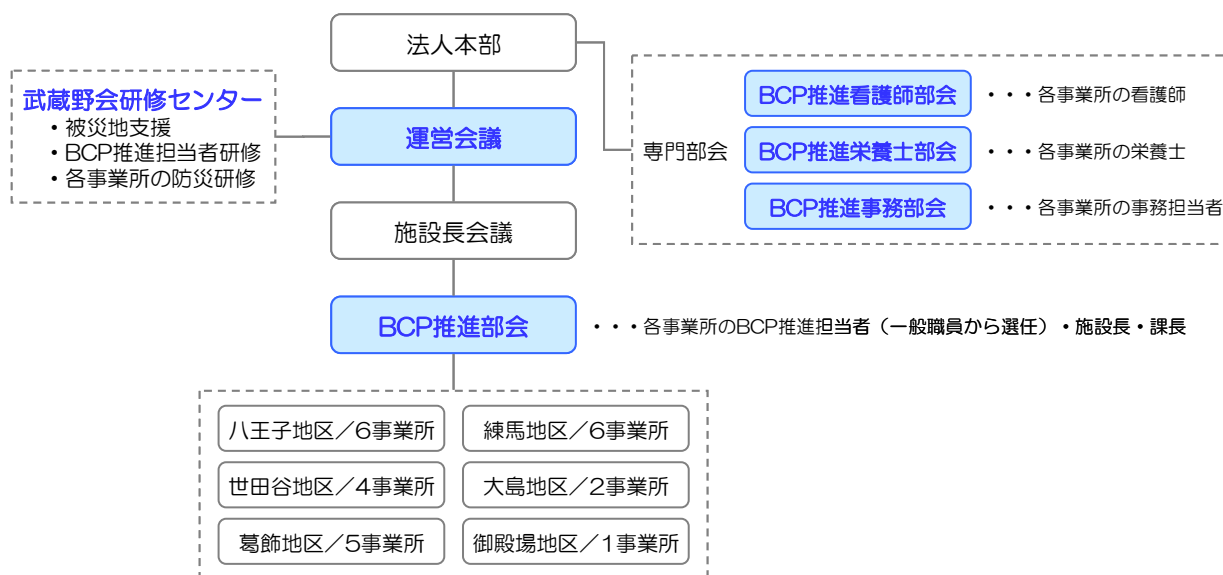 法人本部
武蔵野会研修センター
・被災地支援
・BCP推進担当者研修
・各事業所の防災研修
運営会議
専門部会
BCP推進看護師部会 ・・・各事業所の看護師
BCP推進栄養士部会 ・・・各事業所の栄養士
BCP推進事務部会 ・・・各事業所の事務担当者
施設長会議
BCP推進部会 ・・・各事業所のBCP推進担当者（一般職員から選任）・施設長・課長
八王子地区／6事業所
練馬地区／6事業所
世田谷地区／4事業所
大島地区／2事業所
葛飾地区／5事業所
御殿場地区／1事業所